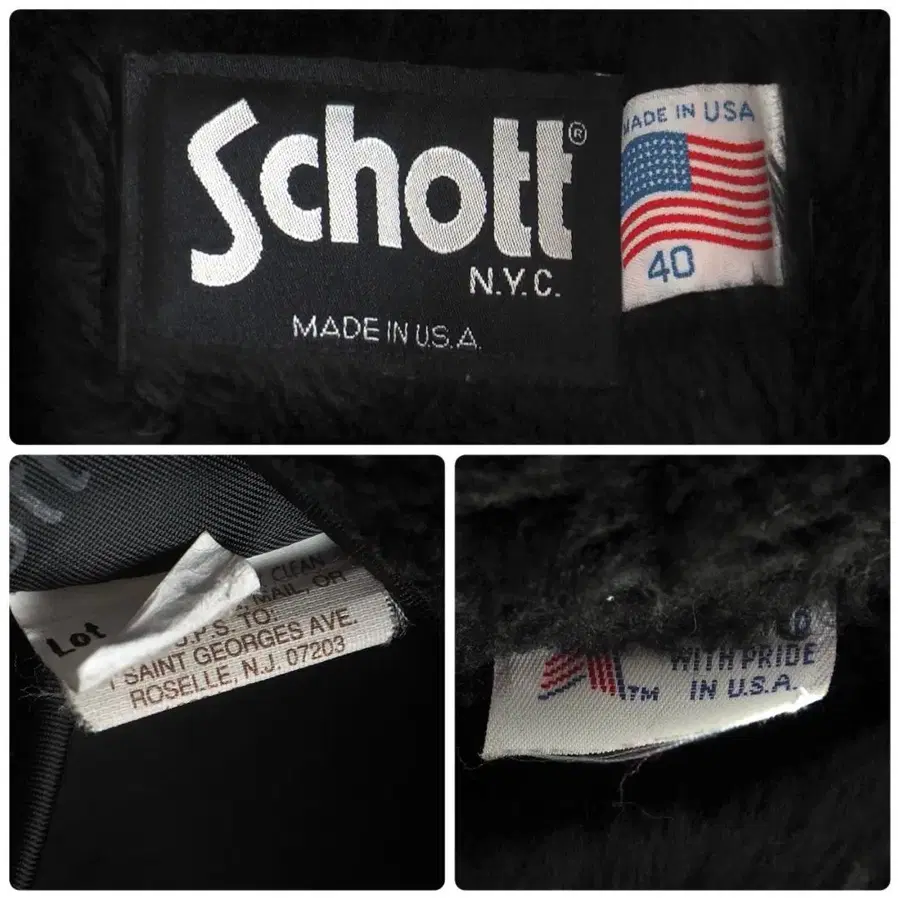 Schott®
N.Y.C.
MADE IN U.S.A.
MADE IN USA
40
CLEAN
MAIL, OR
U.P.S. TO:
SAINT GEORGES AVE.
ROSELLE, N.J. 07203
Lot
WITH PRIDE
TM IN U.S.A.